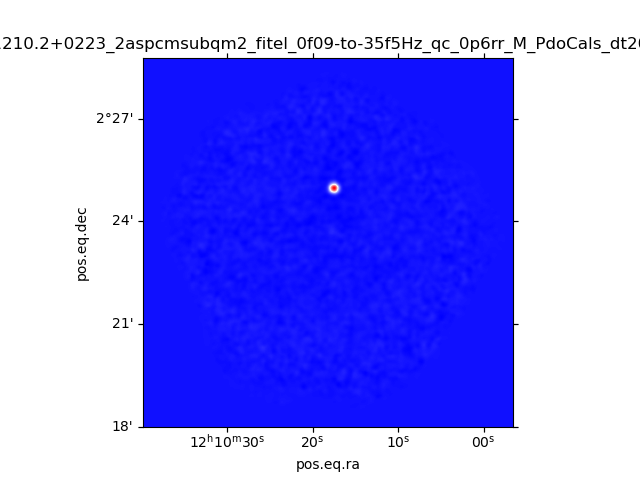 1210.2+0223_2aspcmsubqm2_fitel_0f09-to-35f5Hz_qc_0p6rr_M_PdoCals_dt20
2°27'
24'
21'
18'
12h10m30s 20s 10s 00s
pos.eq.dec
pos.eq.ra